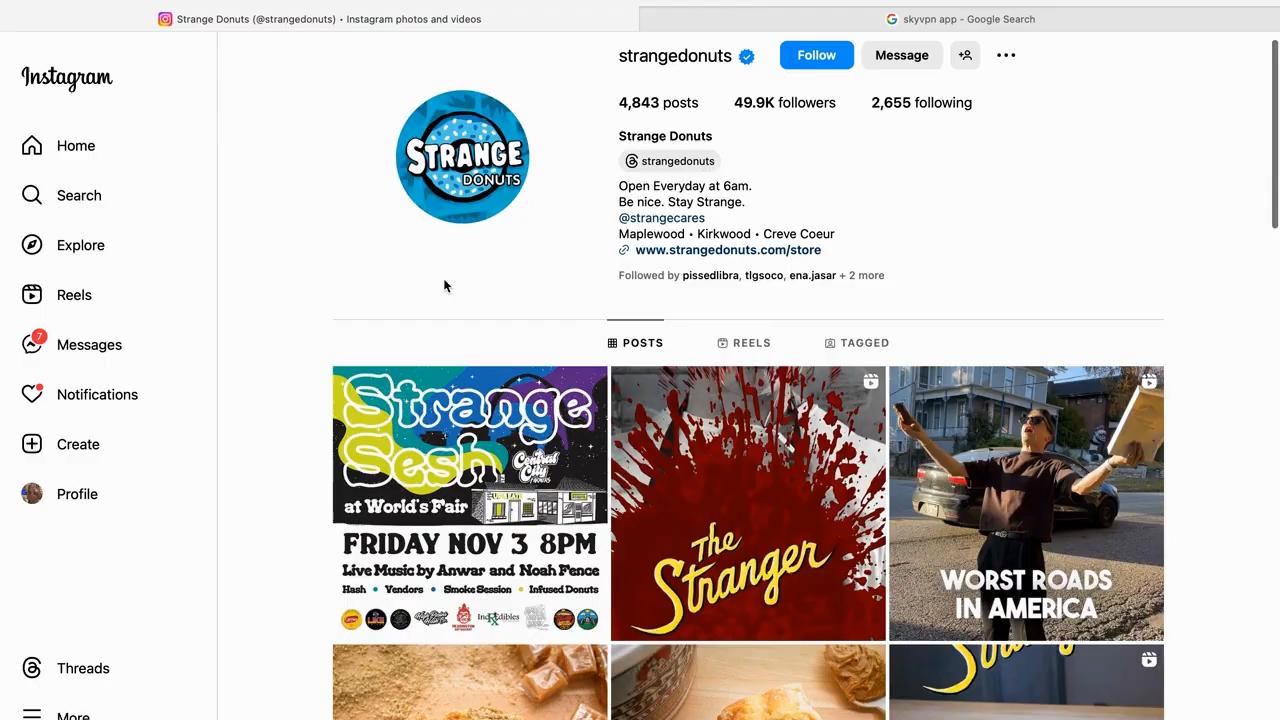 Strange Donuts (@strangedonuts) • Instagram photos and videos
skyvpn app - Google Search
Instagram
Home
Search
Explore
Reels
7
Messages
Notifications
Create
Profile
Threads
More
STRANGE
DONUTS
strangedonuts
Follow
Message
4,843 posts
49.9K followers
2,655 following
Strange Donuts
strangedonuts
Open Everyday at 6am.
Be nice. Stay Strange.
@strangecares
Maplewood • Kirkwood • Creve Coeur
www.strangedonuts.com/store
Followed by pissedlibra, tlgsoco, ena.jasar + 2 more
POSTS
REELS
TAGGED
Strange
Sesh
Central
City
at World's Fair
FRIDAY NOV 3 8PM
Live Music by Anwar and Noah Fence
Hash • Vendors • Smoke Session • Infused Donuts
The
Stranger
WORST ROADS
IN AMERICA